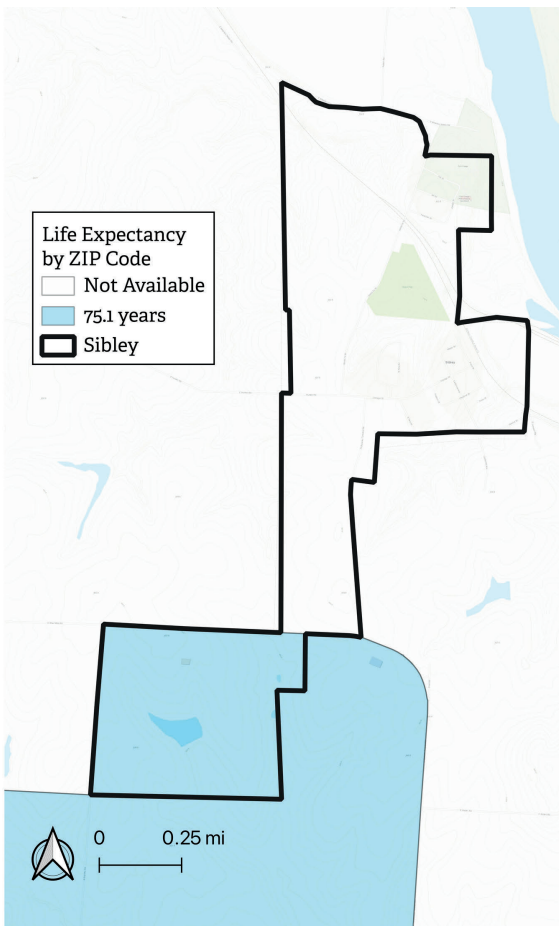 Life Expectancy
by ZIP Code
Not Available
75.1 years
Sibley
0 0.25 mi